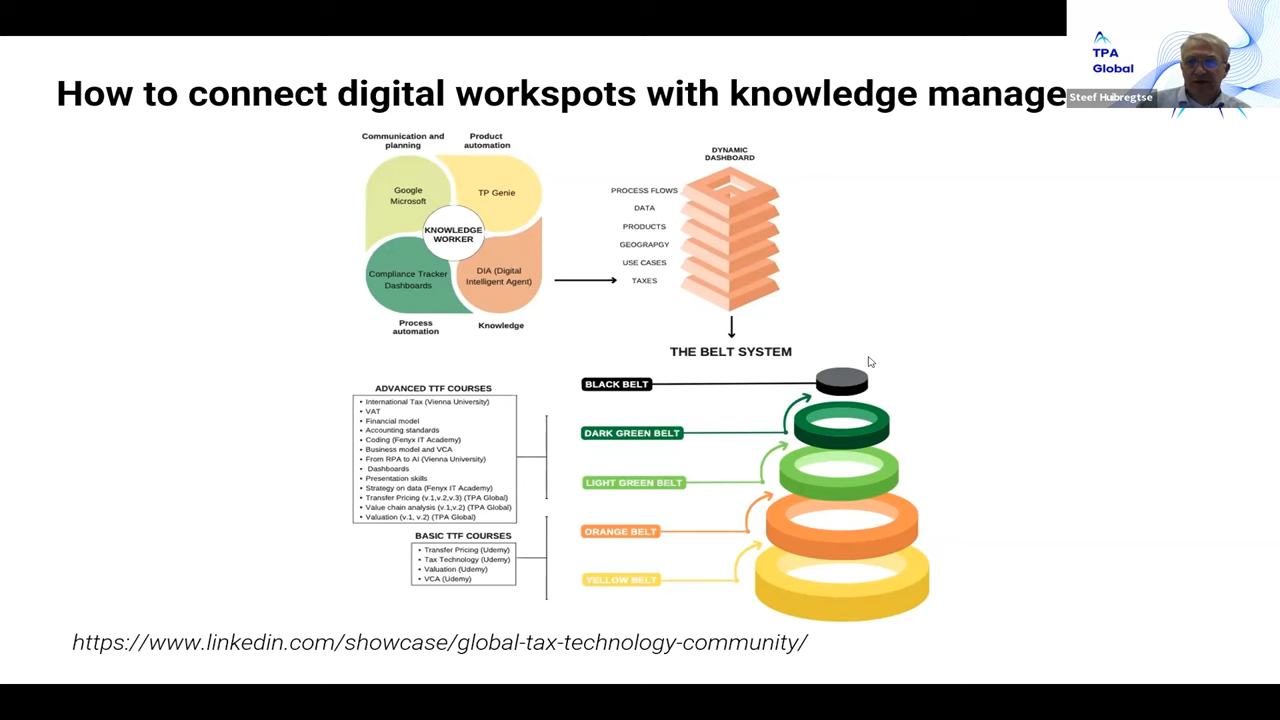 TPA
Global
Steef Huibregtse
How to connect digital workspots with knowledge manage
Communication and
planning
Product
automation
Google
Microsoft
TP Genie
KNOWLEDGE
WORKER
Compliance Tracker
Dashboards
DIA (Digital
Intelligent Agent)
Process
automation
Knowledge
DYNAMIC
DASHBOARD
PROCESS FLOWS
DATA
PRODUCTS
GEOGRAPGY
USE CASES
TAXES
THE BELT SYSTEM
BLACK BELT
DARK GREEN BELT
LIGHT GREEN BELT
ORANGE BELT
YELLOW BELT
ADVANCED TTF COURSES
• International Tax (Vienna University)
• VAT
• Financial model
• Accounting standards
• Coding (Fenyx IT Academy)
• Business model and VCA
• From RPA to AI (Vienna University)
• Dashboards
• Presentation skills
• Strategy on data (Fenyx IT Academy)
• Transfer Pricing (v.1,v.2,v.3) (TPA Global)
• Value chain analysis (v.1,v.2) (TPA Global)
• Valuation (v.1, v.2) (TPA Global)
BASIC TTF COURSES
• Transfer Pricing (Udemy)
• Tax Technology (Udemy)
• Valuation (Udemy)
• VCA (Udemy)
https://www.linkedin.com/showcase/global-tax-technology-community/